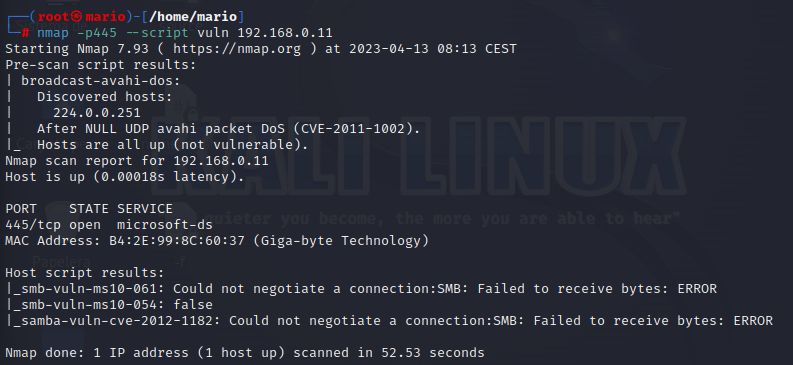 ┌──(root㉿mario)-[/home/mario]
└─# nmap -p445 --script vuln 192.168.0.11
Starting Nmap 7.93 ( https://nmap.org ) at 2023-04-13 08:13 CEST
Pre-scan script results:
| broadcast-avahi-dos:
|   Discovered hosts:
|     224.0.0.251
|   After NULL UDP avahi packet DoS (CVE-2011-1002).
|_  Hosts are all up (not vulnerable).
Nmap scan report for 192.168.0.11
Host is up (0.00018s latency).
KALI LINUX
PORT    STATE SERVICE
"quieter you become, the more you are able to hear"
445/tcp open  microsoft-ds
MAC Address: B4:2E:99:8C:60:37 (Giga-byte Technology)
Papelera
Host script results:
|_smb-vuln-ms10-061: Could not negotiate a connection:SMB: Failed to receive bytes: ERROR
|_smb-vuln-ms10-054: false
|_samba-vuln-cve-2012-1182: Could not negotiate a connection:SMB: Failed to receive bytes: ERROR
Nmap done: 1 IP address (1 host up) scanned in 52.53 seconds